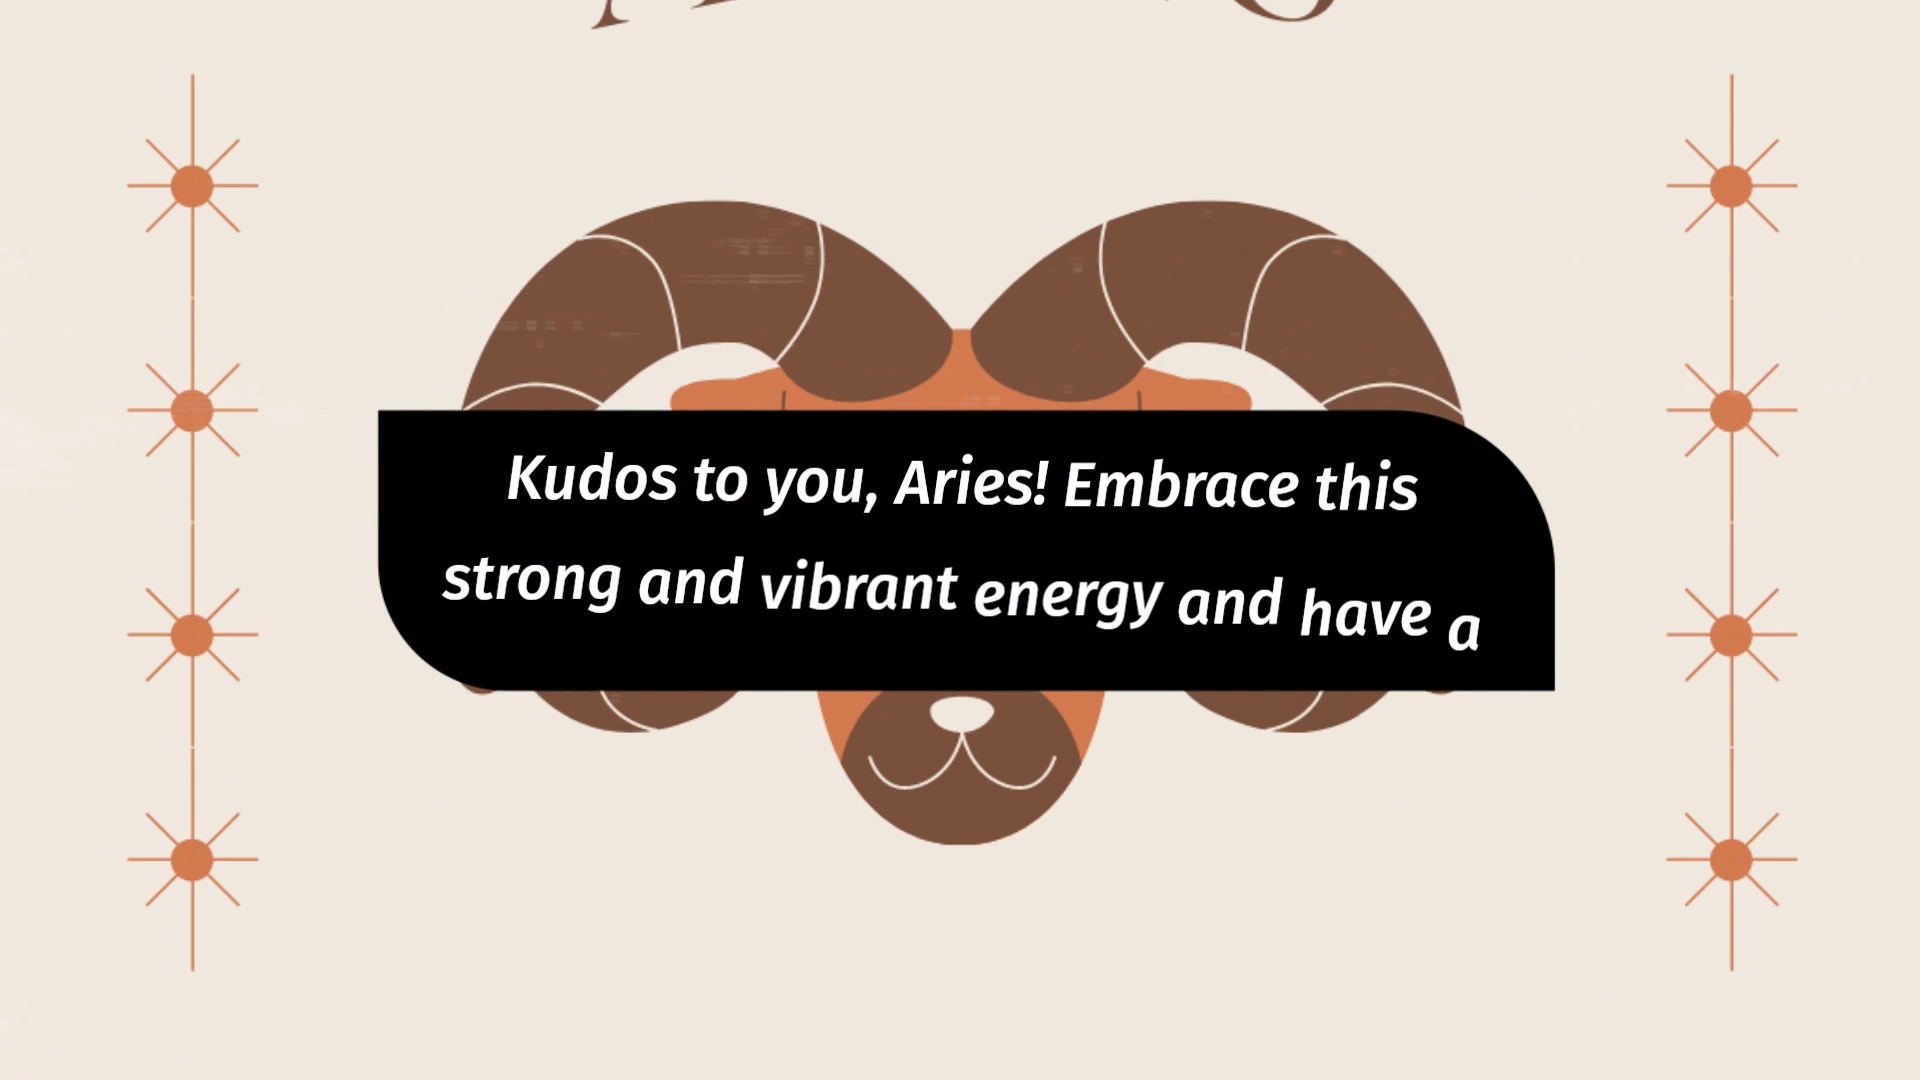 Kudos to you, Aries! Embrace this
strong and vibrant energy and have a